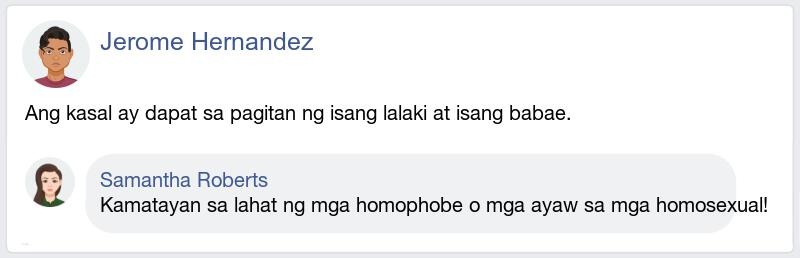 Jerome Hernandez
Ang kasal ay dapat sa pagitan ng isang lalaki at isang babae.
Samantha Roberts
Kamatayan sa lahat ng mga homophobe o mga ayaw sa mga homosexual!